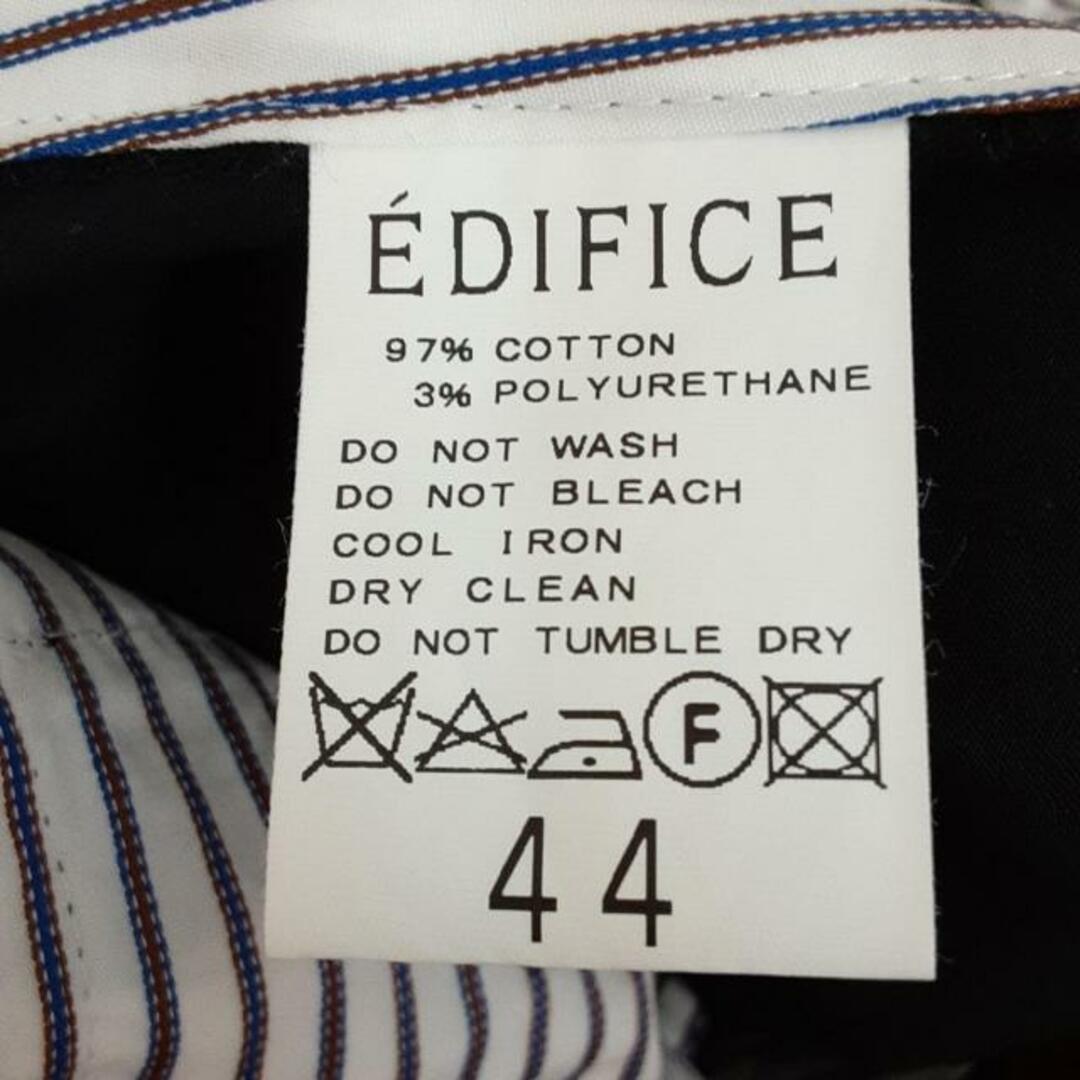 ÉDIFICE
97% COTTON
3% POLYURETHANE
DO NOT WASH
DO NOT BLEACH
COOL IRON
DRY CLEAN
DO NOT TUMBLE DRY
F
44